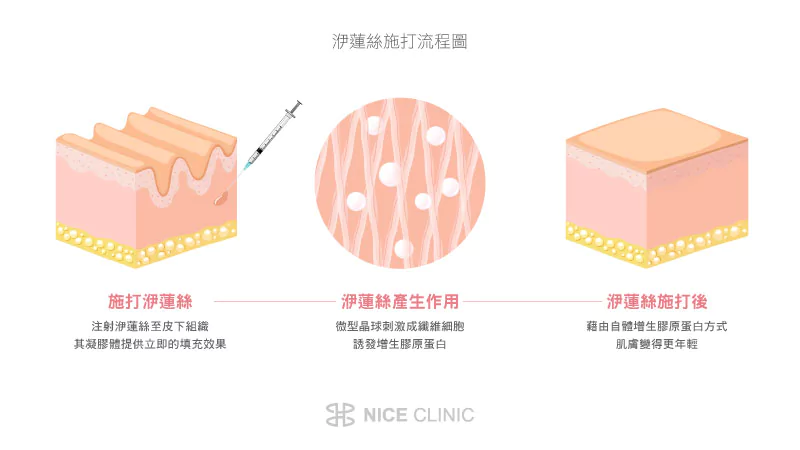 洢蓮絲施打流程圖
施打洢蓮絲
注射洢蓮絲至皮下組織
其凝膠體提供立即的填充效果
洢蓮絲產生作用
微型晶球刺激成纖維細胞
誘發增生膠原蛋白
洢蓮絲施打後
藉由自體增生膠原蛋白方式
肌膚變得更年輕
NICE CLINIC